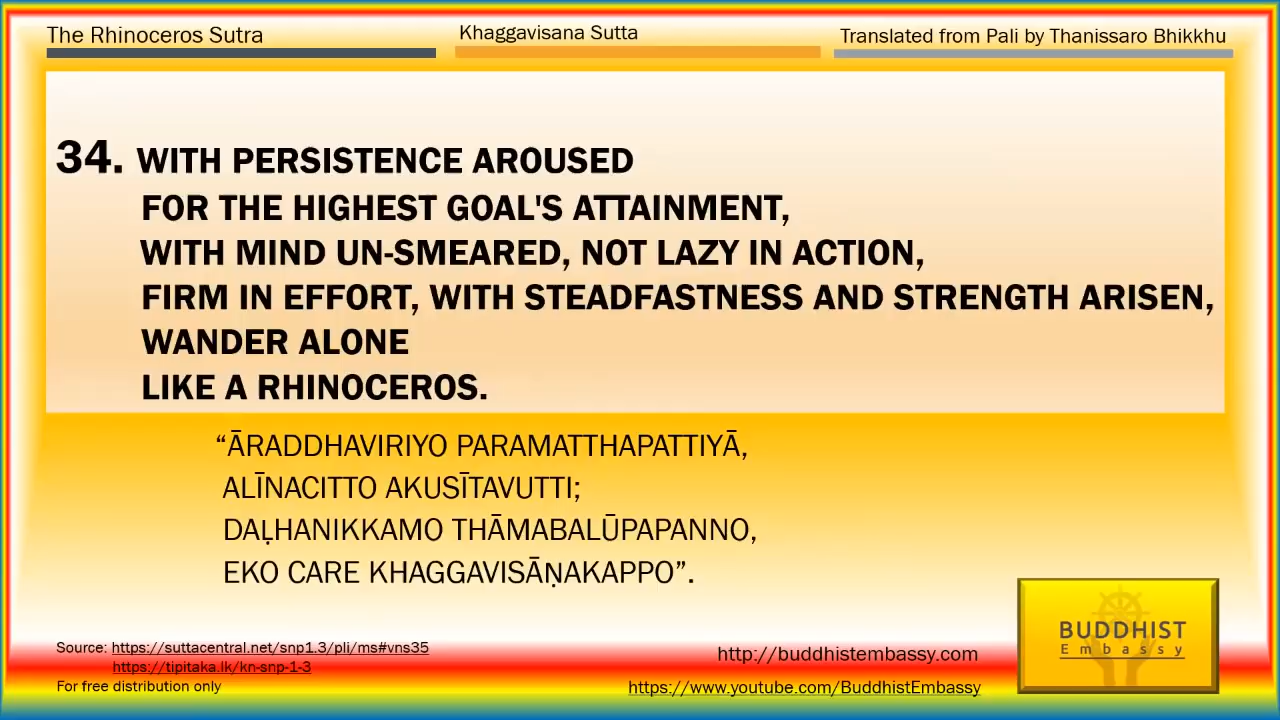 The Rhinoceros Sutra
Khaggavisana Sutta
Translated from Pali by Thanissaro Bhikkhu
34. WITH PERSISTENCE AROUSED
FOR THE HIGHEST GOAL'S ATTAINMENT,
WITH MIND UN-SMEARED, NOT LAZY IN ACTION,
FIRM IN EFFORT, WITH STEADFASTNESS AND STRENGTH ARISEN,
WANDER ALONE
LIKE A RHINOCEROS.
“ĀRADDHAVIRIYO PARAMATTHAPATTIYĀ,
ALĪNACITTO AKUSĪTAVUTTI;
DAḶHANIKKAMO THĀMABALŪPAPANNO,
EKO CARE KHAGGAVISĀṆAKAPPO”.
Source: https://suttacentral.net/snp1.3/pli/ms#vns35
https://tipitaka.lk/kn-snp-1-3
For free distribution only
http://buddhistembassy.com
https://www.youtube.com/BuddhistEmbassy
BUDDHIST
Embassy